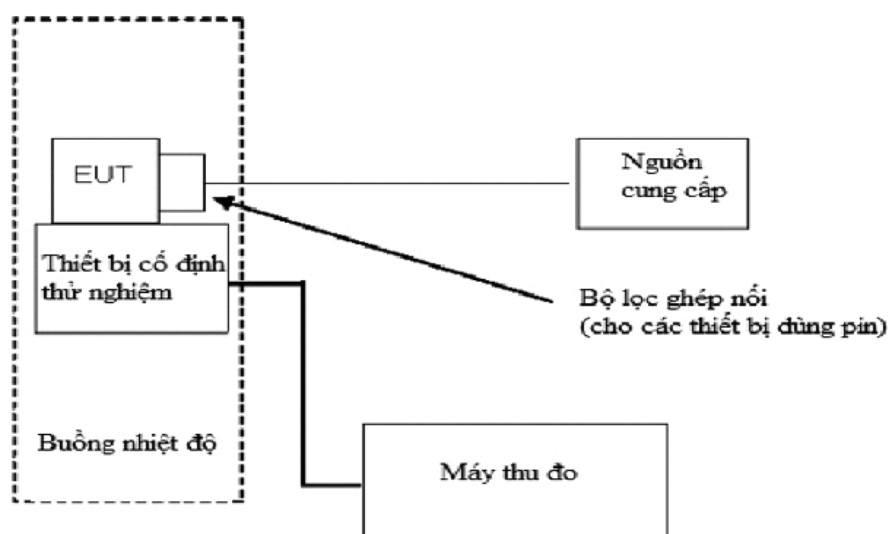 EUT
Nguồn
cung cấp
Thiết bị cố định
thử nghiệm
Bộ lọc ghép nối
(cho các thiết bị dùng pin)
Buồng nhiệt độ
Máy thu đo